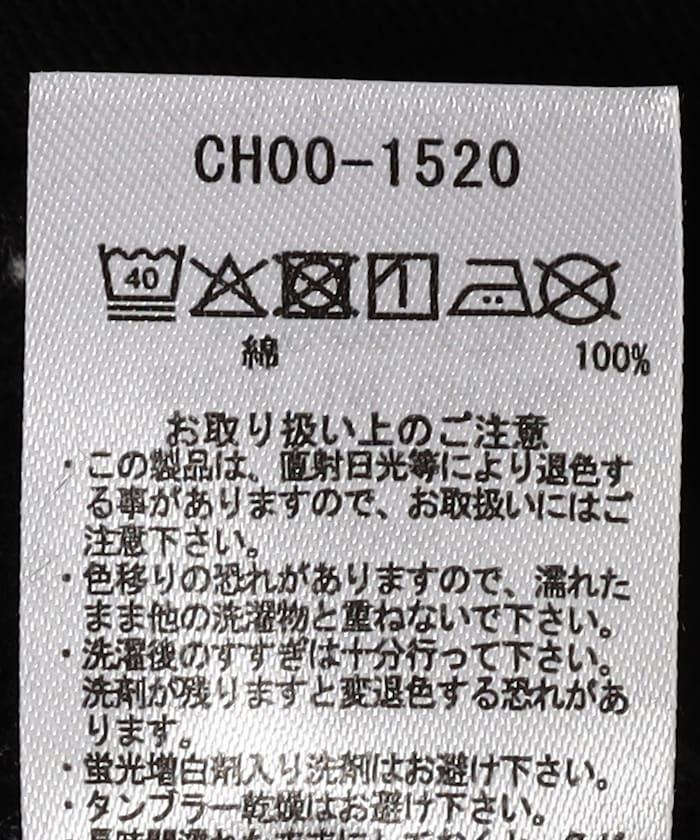 CHOO-1520
40
綿 100%
お取り扱い上のご注意
・この製品は、直射日光等により退色す
る事がありますので、お取扱いにはご
注意下さい。
・色移りの恐れがありますので、濡れた
まま他の洗濯物と重ねないで下さい。
・洗濯後のすすぎは十分行って下さい。
洗剤が残りますと変退色する恐れがあ
ります。
・蛍光増白剤入り洗剤はお避け下さい。
・タンブラー乾燥はお避け下さい。